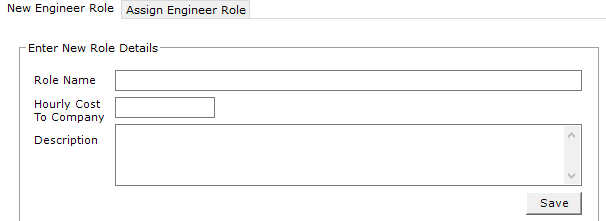 New Engineer Role
Assign Engineer Role
Enter New Role Details
Role Name
Hourly Cost
To Company
Description
Save